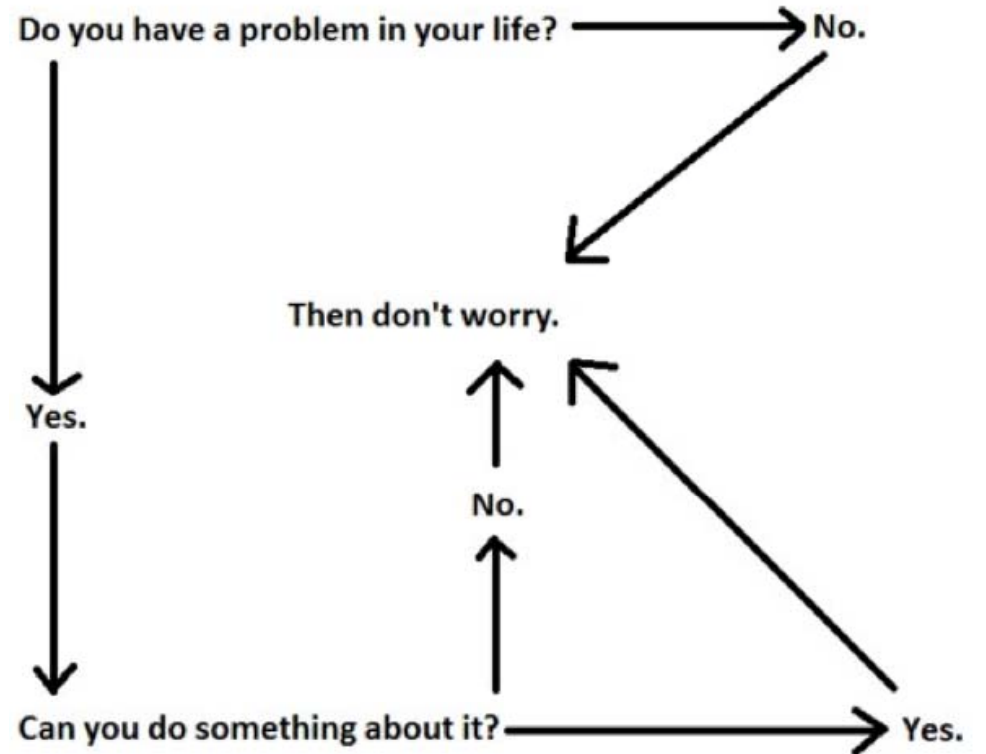 Do you have a problem in your life?
No.
Then don't worry.
Yes.
No.
Can you do something about it?
Yes.